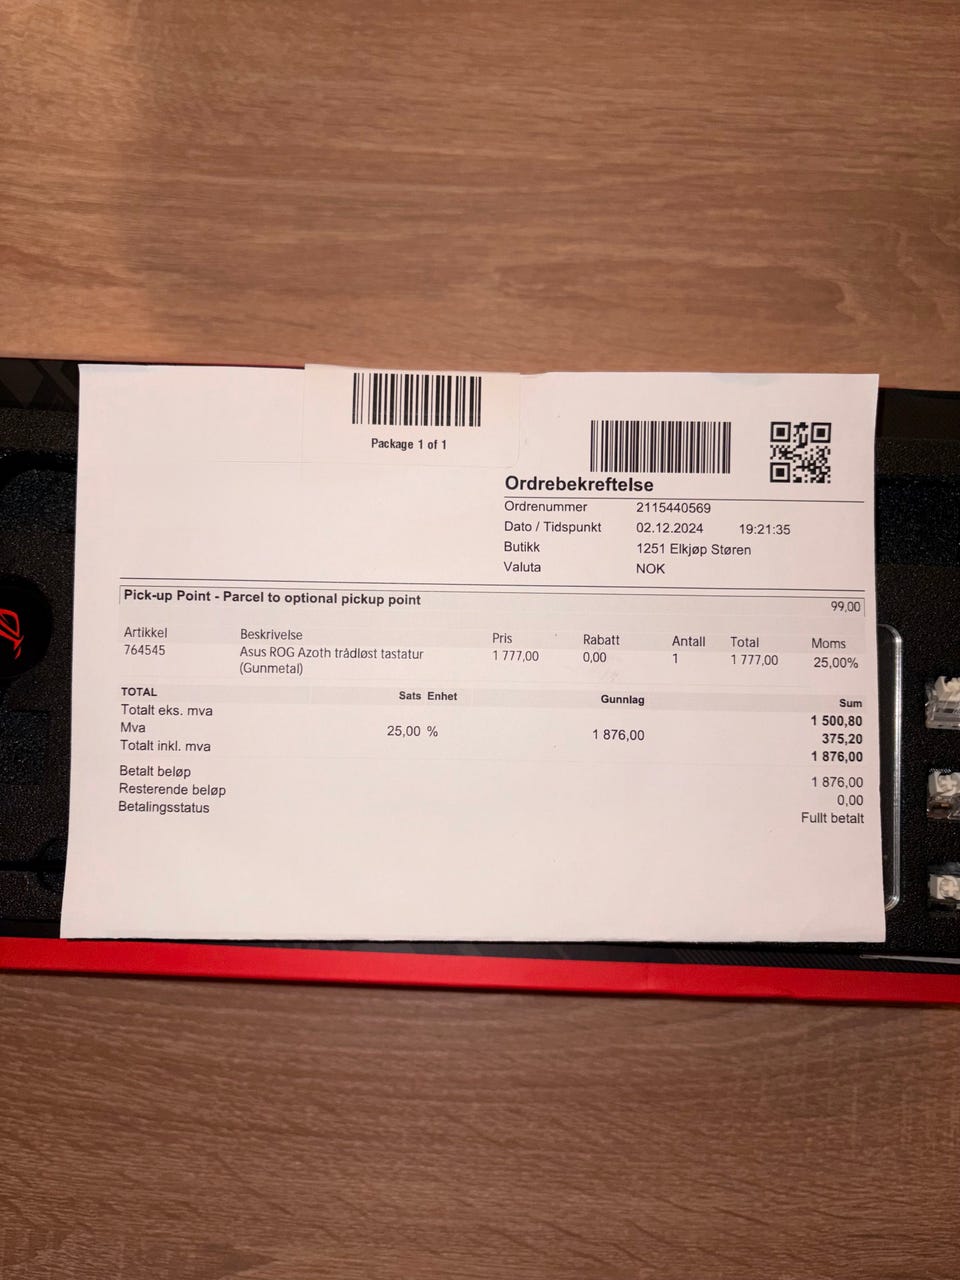 Package 1 of 1
Ordrebekreftelse
Ordrenummer 2115440569
Dato / Tidspunkt 02.12.2024 19:21:35
Butikk 1251 Elkjøp Støren
Valuta NOK
Pick-up Point - Parcel to optional pickup point 99,00
Artikkel Beskrivelse Pris Rabatt Antall Total Moms
764545 Asus ROG Azoth trådløst tastatur 1 777,00 0,00 1 1 777,00 25,00%
(Gunmetal)
TOTAL Sats Enhet Gunnlag Sum
Totalt eks. mva 1 500,80
Mva 25,00 % 1 876,00 375,20
Totalt inkl. mva 1 876,00
Betalt beløp 1 876,00
Resterende beløp 0,00
Betalingsstatus Fullt betalt